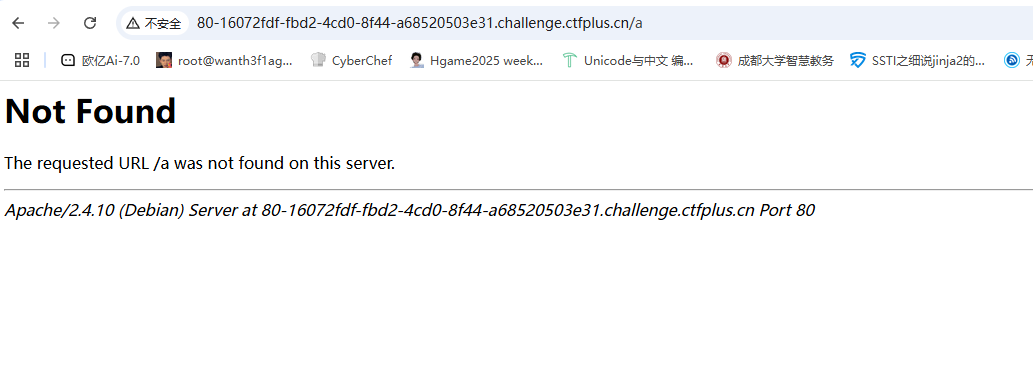 不安全 80-16072fdf-fbd2-4cd0-8f44-a68520503e31.challenge.ctfplus.cn/a
欧亿Ai-7.0 root@wanth3f1ag... CyberChef Hgame2025 week... Unicode与中文 编... 成都大学智慧教务 SSTI之细说jinja2的...
Not Found
The requested URL /a was not found on this server.
Apache/2.4.10 (Debian) Server at 80-16072fdf-fbd2-4cd0-8f44-a68520503e31.challenge.ctfplus.cn Port 80